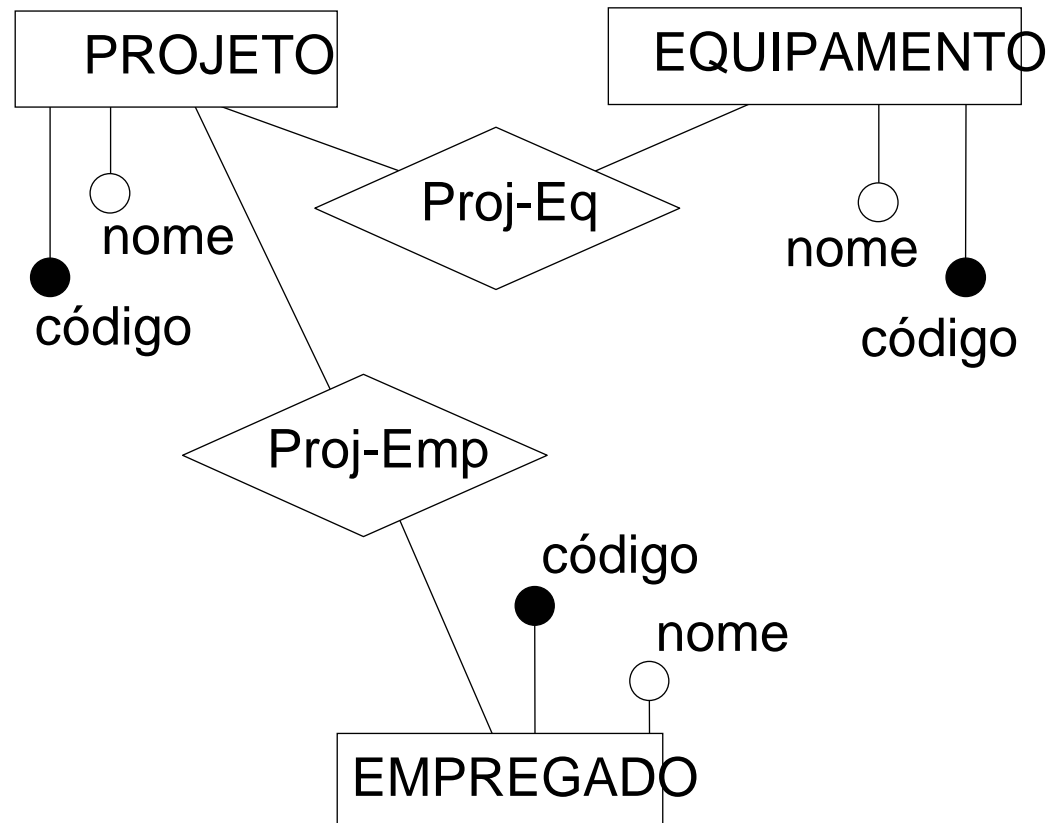 PROJETO
EQUIPAMENTO
Proj-Eq
nome
nome
código
código
Proj-Emp
código
nome
EMPREGADO